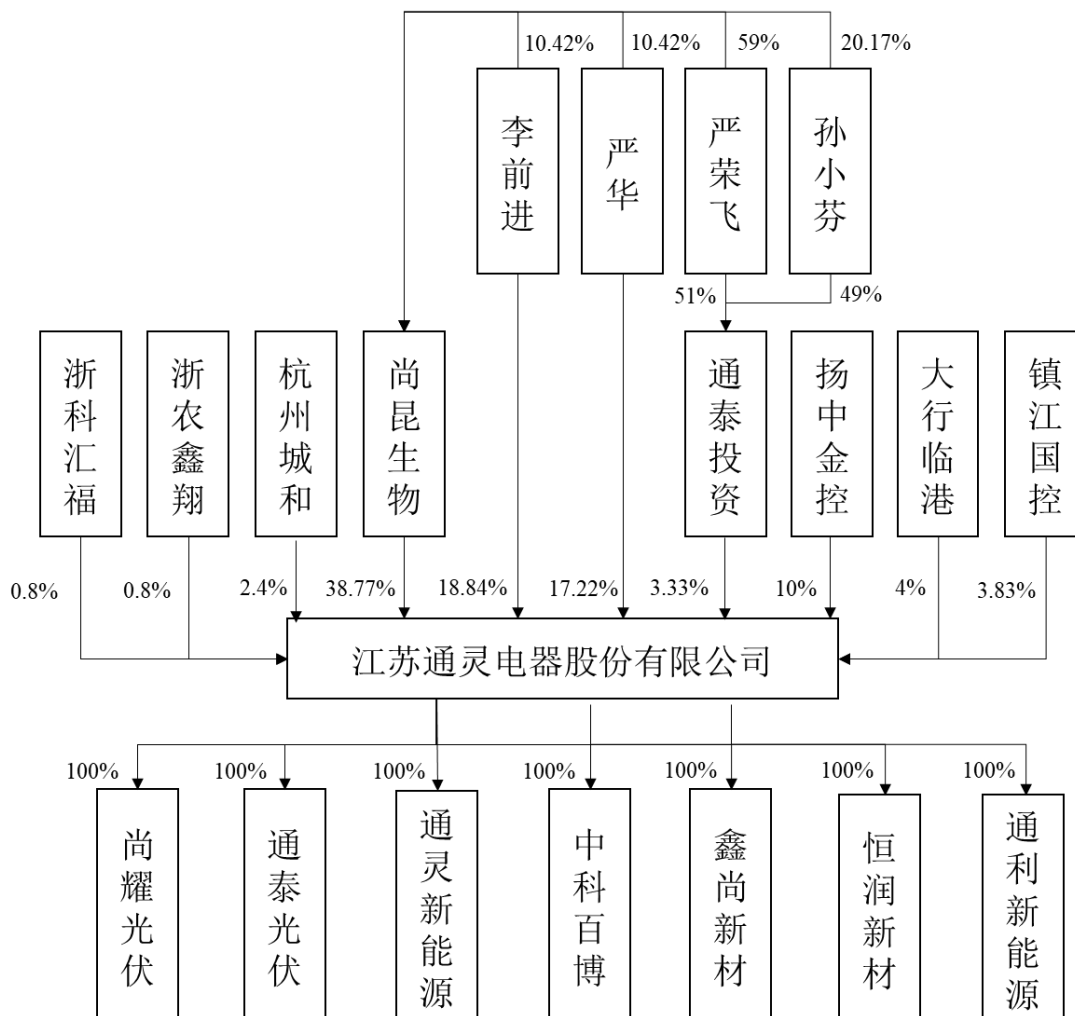 10.42%
10.42%
59%
20.17%
李前进
严华
严荣飞
孙小芬
51%
49%
浙科汇福
浙农鑫翔
杭州城和
尚昆生物
通泰投资
扬中金控
大行临港
镇江国控
0.8%
0.8%
2.4%
38.77%
18.84%
17.22%
3.33%
10%
4%
3.83%
江苏通灵电器股份有限公司
100%
100%
100%
100%
100%
100%
100%
尚耀光伏
通泰光伏
通灵新能源
中科百博
鑫尚新材
恒润新材
通利新能源